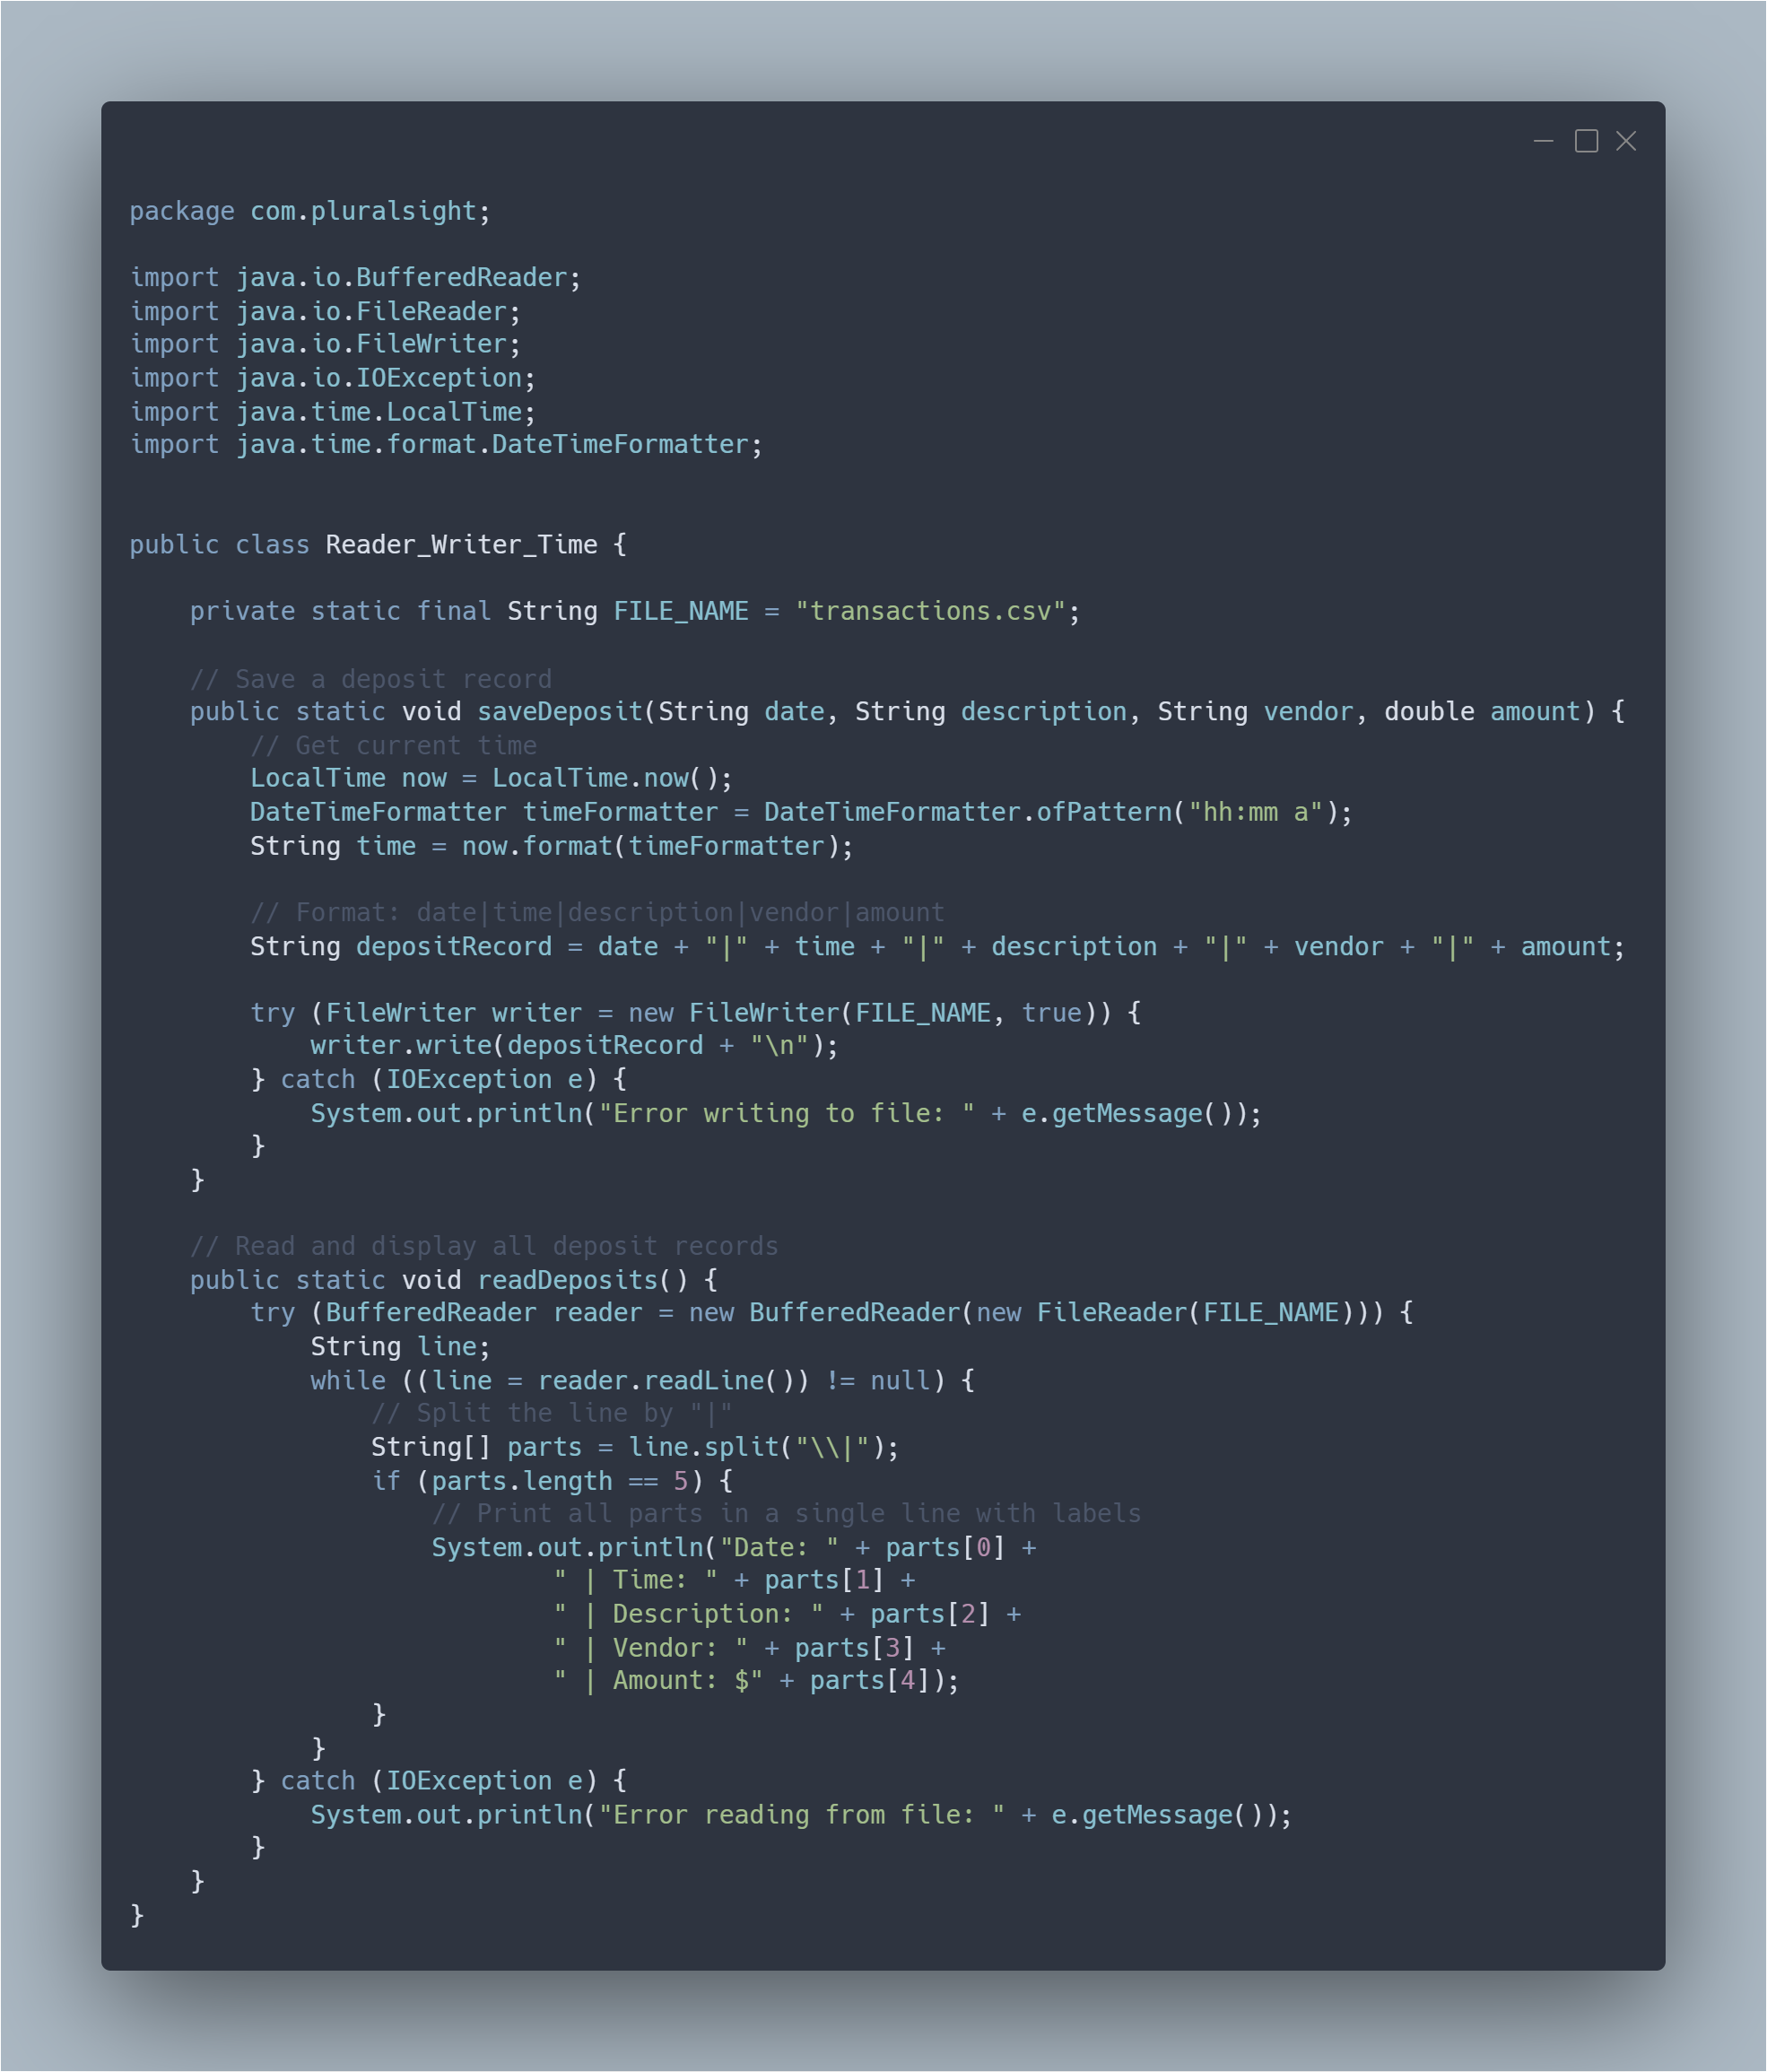 package com.pluralsight;

import java.io.BufferedReader;
import java.io.FileReader;
import java.io.FileWriter;
import java.io.IOException;
import java.time.LocalTime;
import java.time.format.DateTimeFormatter;


public class Reader_Writer_Time {

    private static final String FILE_NAME = "transactions.csv";

    // Save a deposit record
    public static void saveDeposit(String date, String description, String vendor, double amount) {
        // Get current time
        LocalTime now = LocalTime.now();
        DateTimeFormatter timeFormatter = DateTimeFormatter.ofPattern("hh:mm a");
        String time = now.format(timeFormatter);

        // Format: date|time|description|vendor|amount
        String depositRecord = date + "|" + time + "|" + description + "|" + vendor + "|" + amount;

        try (FileWriter writer = new FileWriter(FILE_NAME, true)) {
            writer.write(depositRecord + "\n");
        } catch (IOException e) {
            System.out.println("Error writing to file: " + e.getMessage());
        }
    }

    // Read and display all deposit records
    public static void readDeposits() {
        try (BufferedReader reader = new BufferedReader(new FileReader(FILE_NAME))) {
            String line;
            while ((line = reader.readLine()) != null) {
                // Split the line by "|"
                String[] parts = line.split("\\|");
                if (parts.length == 5) {
                    // Print all parts in a single line with labels
                    System.out.println("Date: " + parts[0] +
                            " | Time: " + parts[1] +
                            " | Description: " + parts[2] +
                            " | Vendor: " + parts[3] +
                            " | Amount: $" + parts[4]);
                }
            }
        } catch (IOException e) {
            System.out.println("Error reading from file: " + e.getMessage());
        }
    }
}